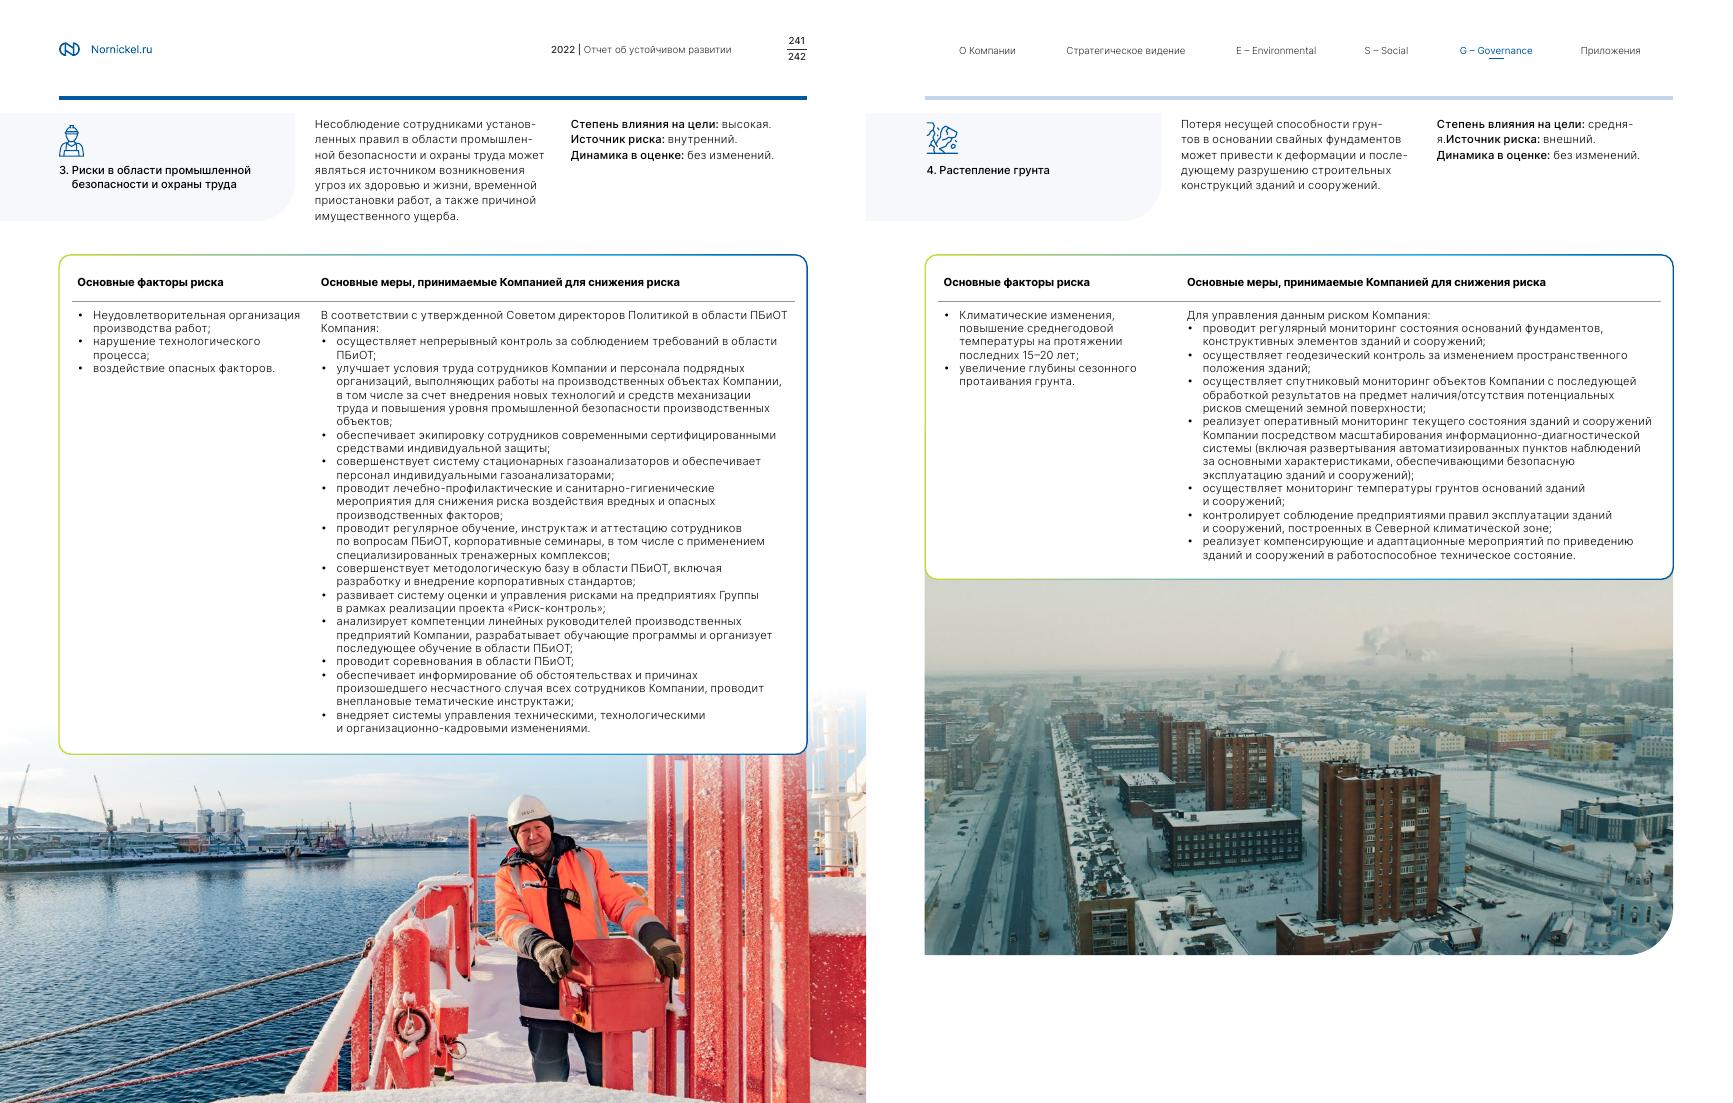 Nornickel.ru
2022 | Отчет об устойчивом развитии
241
242
3. Риски в области промышленной
безопасности и охраны труда
Несоблюдение сотрудниками установ-
ленных правил в области промышлен-
ной безопасности и охраны труда может
являться источником возникновения
угроз их здоровью и жизни, временной
приостановки работ, а также причиной
имущественного ущерба.
Степень влияния на цели: высокая.
Источник риска: внутренний.
Динамика в оценке: без изменений.
Основные факторы риска
Основные меры, принимаемые Компанией для снижения риска
• Неудовлетворительная организация
производства работ;
• нарушение технологического
процесса;
• воздействие опасных факторов.
В соответствии с утвержденной Советом директоров Политикой в области ПБиОТ
Компания:
• осуществляет непрерывный контроль за соблюдением требований в области
ПБиОТ;
• улучшает условия труда сотрудников Компании и персонала подрядных
организаций, выполняющих работы на производственных объектах Компании,
в том числе за счет внедрения новых технологий и средств механизации
труда и повышения уровня промышленной безопасности производственных
объектов;
• обеспечивает экипировку сотрудников современными сертифицированными
средствами индивидуальной защиты;
• совершенствует систему стационарных газоанализаторов и обеспечивает
персонал индивидуальными газоанализаторами;
• проводит лечебно-профилактические и санитарно-гигиенические
мероприятия для снижения риска воздействия вредных и опасных
производственных факторов;
• проводит регулярное обучение, инструктаж и аттестацию сотрудников
по вопросам ПБиОТ, корпоративные семинары, в том числе с применением
специализированных тренажерных комплексов;
• совершенствует методологическую базу в области ПБиОТ, включая
разработку и внедрение корпоративных стандартов;
• развивает систему оценки и управления рисками на предприятиях Группы
в рамках реализации проекта «Риск-контроль»;
• анализирует компетенции линейных руководителей производственных
предприятий Компании, разрабатывает обучающие программы и организует
последующее обучение в области ПБиОТ;
• проводит соревнования в области ПБиОТ;
• обеспечивает информирование об обстоятельствах и причинах
произошедшего несчастного случая всех сотрудников Компании, проводит
внеплановые тематические инструктажи;
• внедряет системы управления техническими, технологическими
и организационно-кадровыми изменениями.
О Компании
Стратегическое видение
E – Environmental
S – Social
G – Governance
Приложения
4. Растепление грунта
Потеря несущей способности грун-
тов в основании свайных фундаментов
может привести к деформации и после-
дующему разрушению строительных
конструкций зданий и сооружений.
Степень влияния на цели: средня-
я.Источник риска: внешний.
Динамика в оценке: без изменений.
Основные факторы риска
Основные меры, принимаемые Компанией для снижения риска
• Климатические изменения,
повышение среднегодовой
температуры на протяжении
последних 15–20 лет;
• увеличение глубины сезонного
протаивания грунта.
Для управления данным риском Компания:
• проводит регулярный мониторинг состояния оснований фундаментов,
конструктивных элементов зданий и сооружений;
• осуществляет геодезический контроль за изменением пространственного
положения зданий;
• осуществляет спутниковый мониторинг объектов Компании с последующей
обработкой результатов на предмет наличия/отсутствия потенциальных
рисков смещений земной поверхности;
• реализует оперативный мониторинг текущего состояния зданий и сооружений
Компании посредством масштабирования информационно-диагностической
системы (включая развертывания автоматизированных пунктов наблюдений
за основными характеристиками, обеспечивающими безопасную
эксплуатацию зданий и сооружений);
• осуществляет мониторинг температуры грунтов оснований зданий
и сооружений;
• контролирует соблюдение предприятиями правил эксплуатации зданий
и сооружений, построенных в Северной климатической зоне;
• реализует компенсирующие и адаптационные мероприятий по приведению
зданий и сооружений в работоспособное техническое состояние.